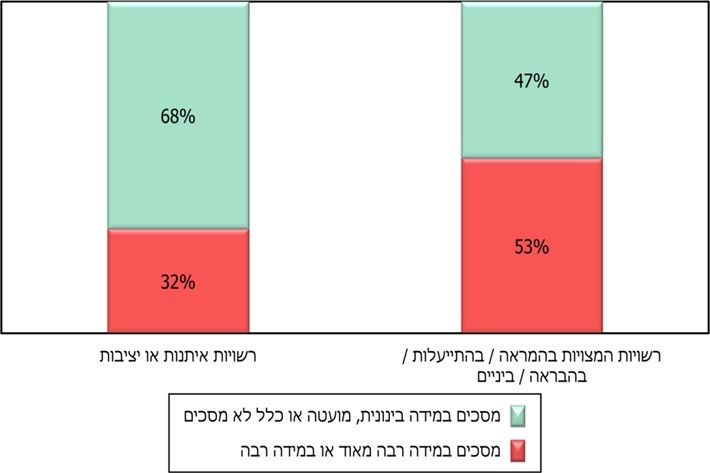 47%
68%
53%
32%
רשויות המצויות בהמראה / בהתייעלות /
בהבראה / ביניים
רשויות איתנות או יציבות
מסכים במידה בינונית, מועטה או כלל לא מסכים
מסכים במידה רבה מאוד או במידה רבה